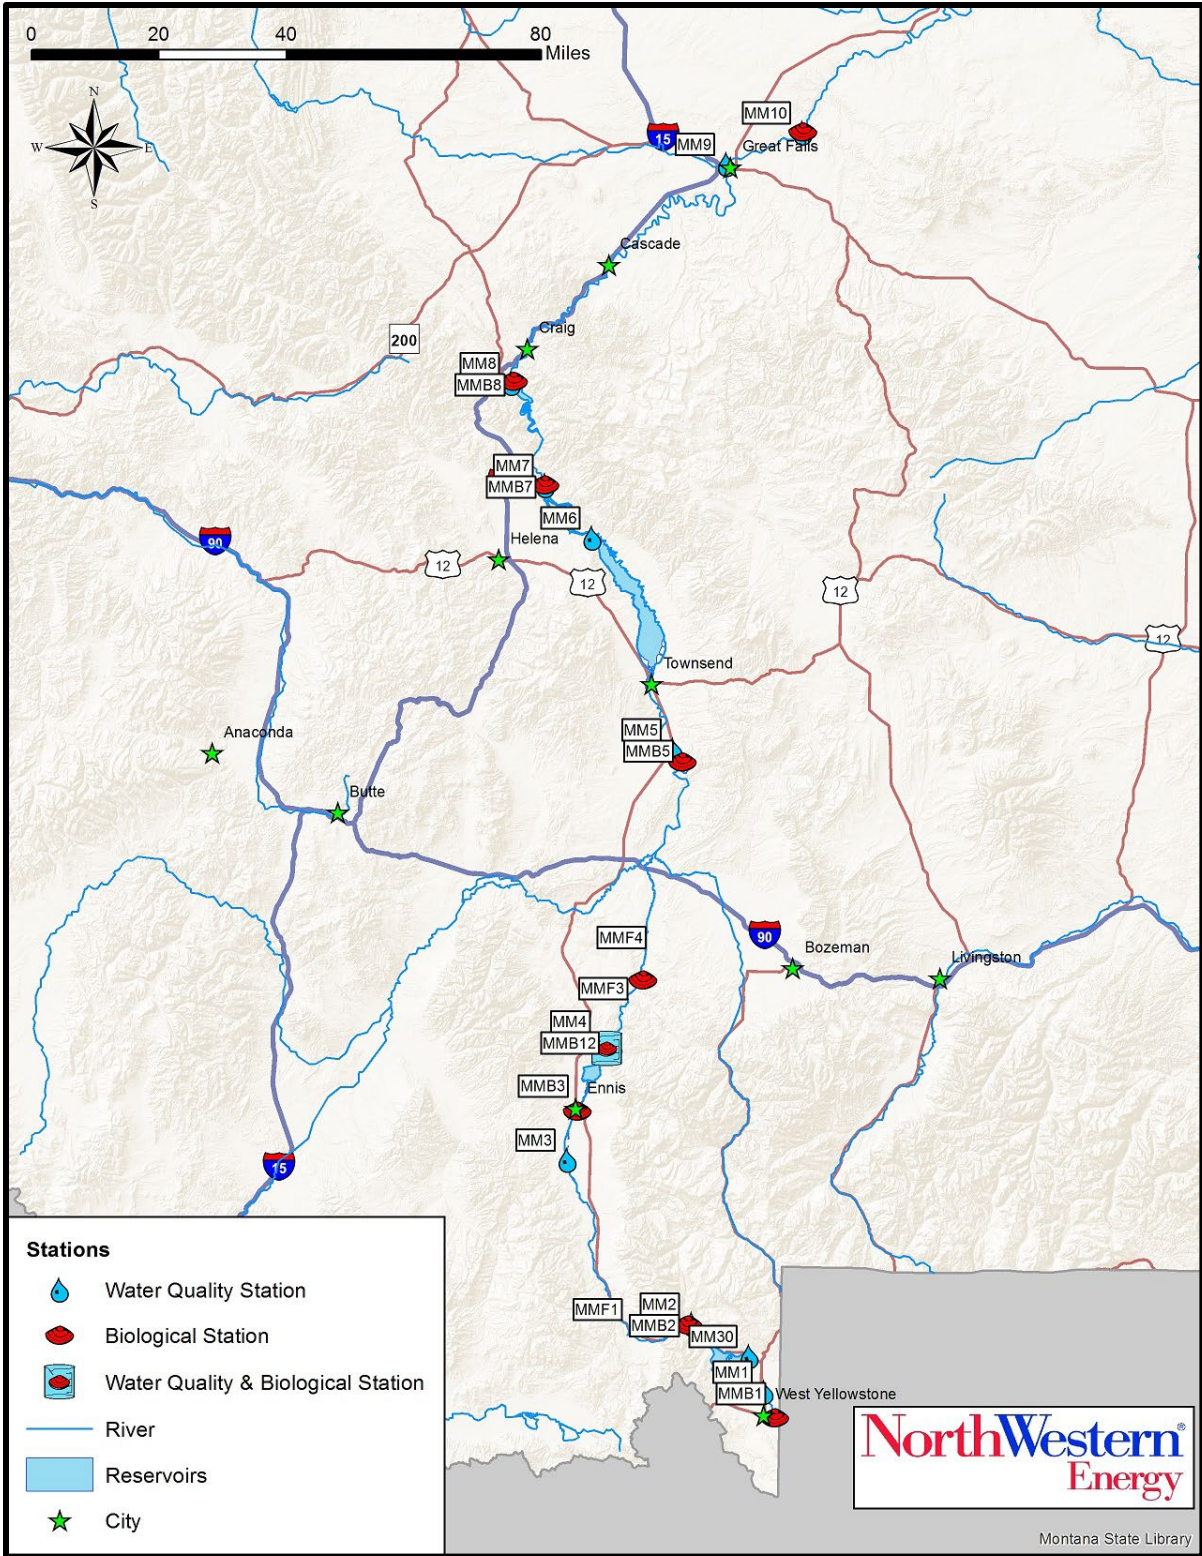 0 20 40 80
Miles
N
W E
S
MM10
15
MM9
Great Falls
Cascade
Craig
200
MM8
MMB8
MM7
MMB7
MM6
90
Helena
12
12
12
12
Townsend
MM5
MMB5
Anaconda
Butte
MMF4
90
Bozeman
Livingston
MMF3
MM4
MMB12
MMB3
Ennis
MM3
15
MMF1
MM2
MMB2
MM30
MM1
MMB1
West Yellowstone
Stations
Water Quality Station
Biological Station
Water Quality & Biological Station
River
Reservoirs
City
NorthWestern®
Energy
Montana State Library